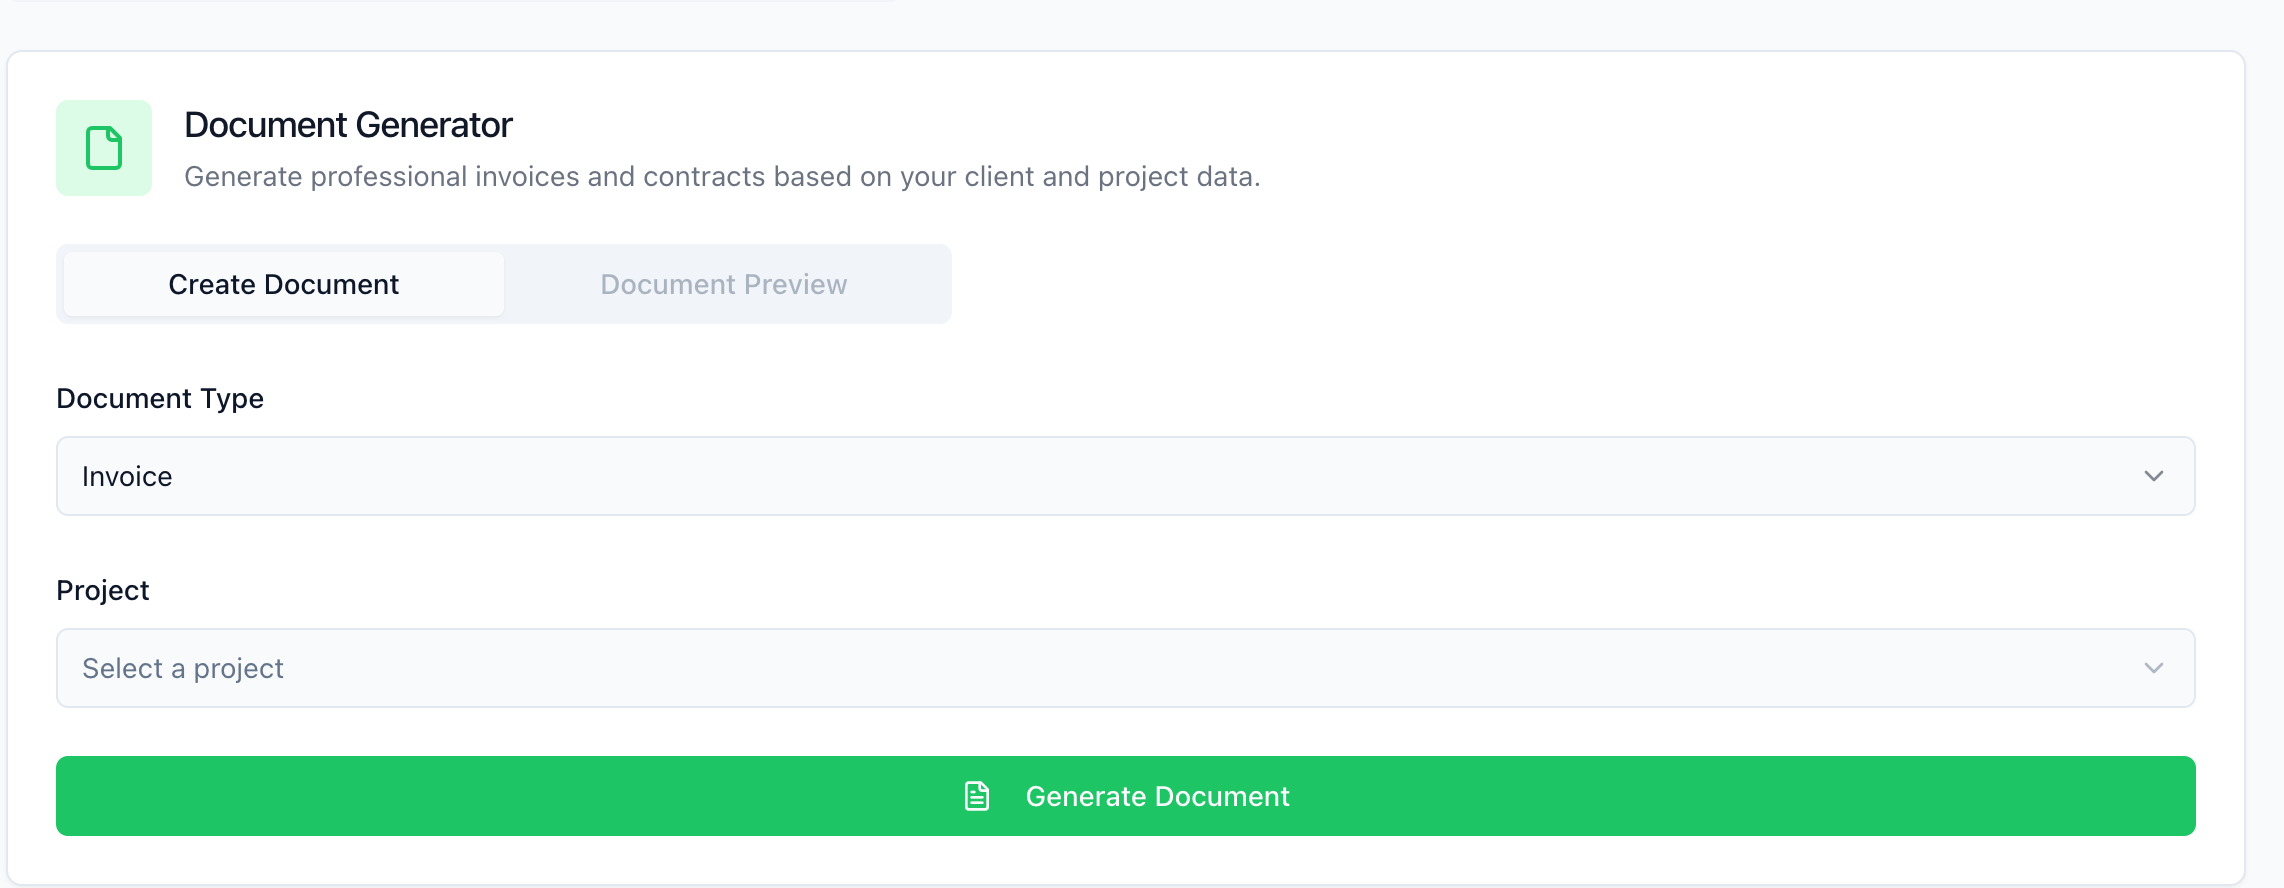 Document Generator
Generate professional invoices and contracts based on your client and project data.
Create Document
Document Preview
Document Type
Invoice
Project
Select a project
Generate Document